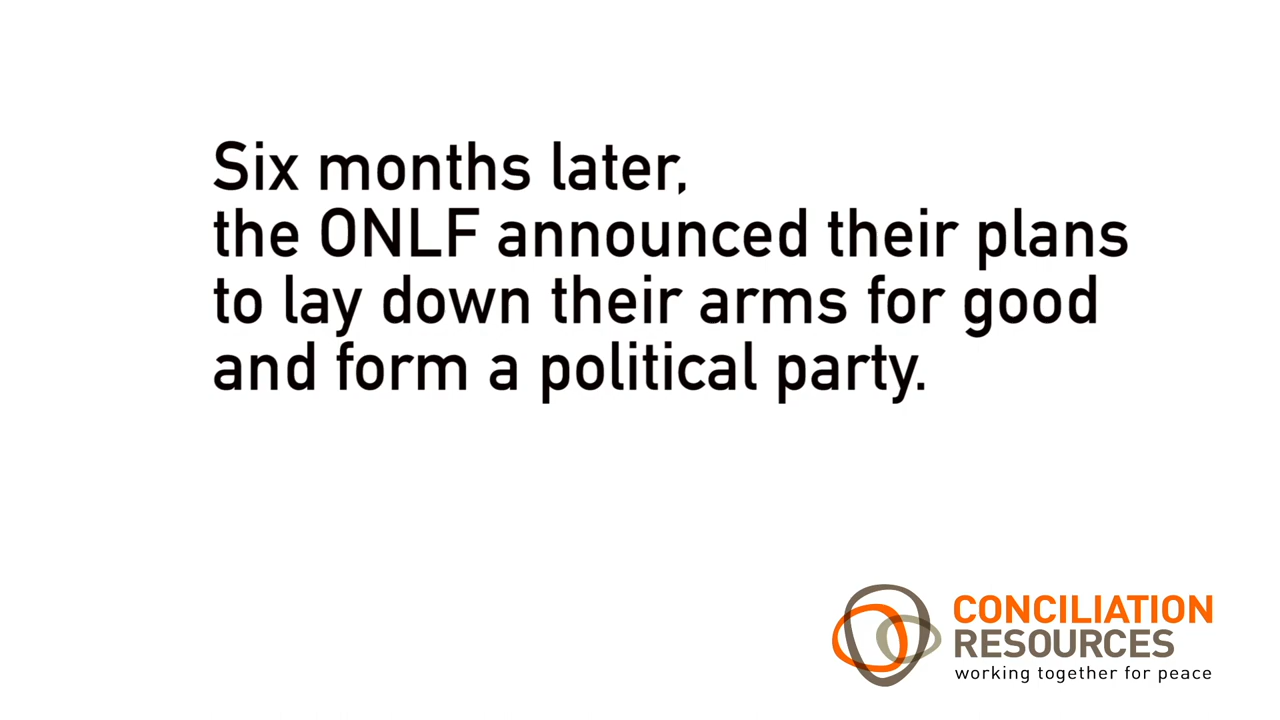 Six months later,
the ONLF announced their plans
to lay down their arms for good
and form a political party.
CONCILIATION
RESOURCES
working together for peace